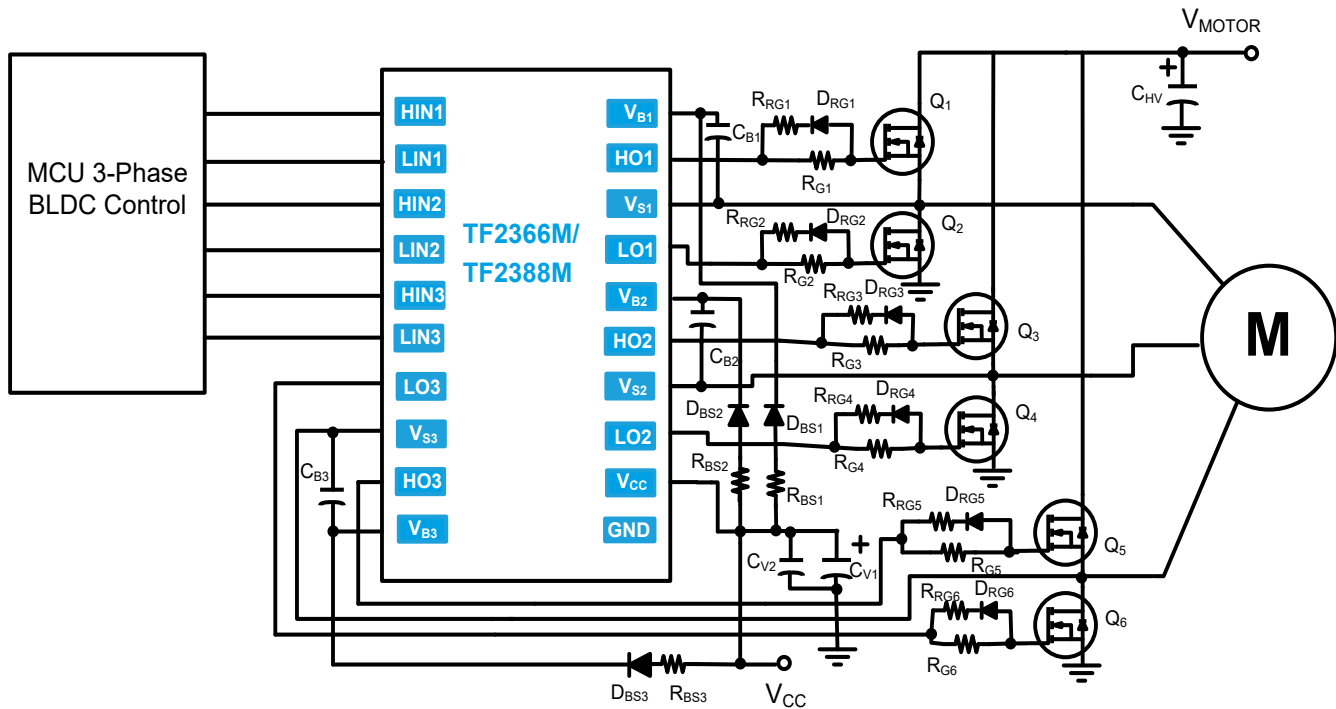 MCU 3-Phase
BLDC Control
HIN1
LIN1
HIN2
LIN2
HIN3
LIN3
LO3
VS3
HO3
VB3
TF2366M/
TF2388M
VB1
HO1
VS1
LO1
VB2
HO2
VS2
LO2
VCC
GND
CB1
CB2
CB3
RRG1
DRG1
RG1
Q1
RRG2
DRG2
RG2
Q2
RRG3
DRG3
RG3
Q3
RRG4
DRG4
RG4
Q4
RRG5
DRG5
RG5
Q5
RRG6
DRG6
RG6
Q6
DBS2
DBS1
RBS2
RBS1
CV2
+
CV1
DBS3
RBS3
VCC
VMOTOR
+
CHV
M